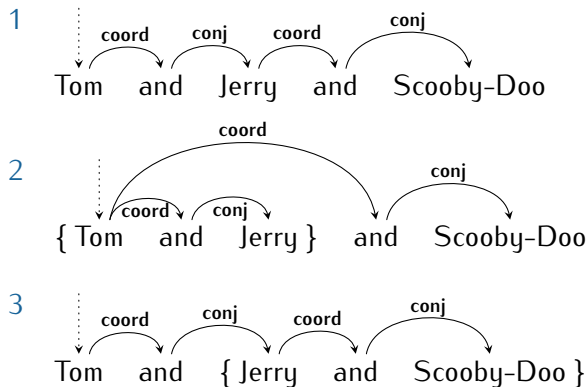 1
coord conj coord conj
Tom and Jerry and Scooby-Doo
2
coord
conj
coord conj
{ Tom and Jerry } and Scooby-Doo
3
coord conj coord conj
Tom and { Jerry and Scooby-Doo }